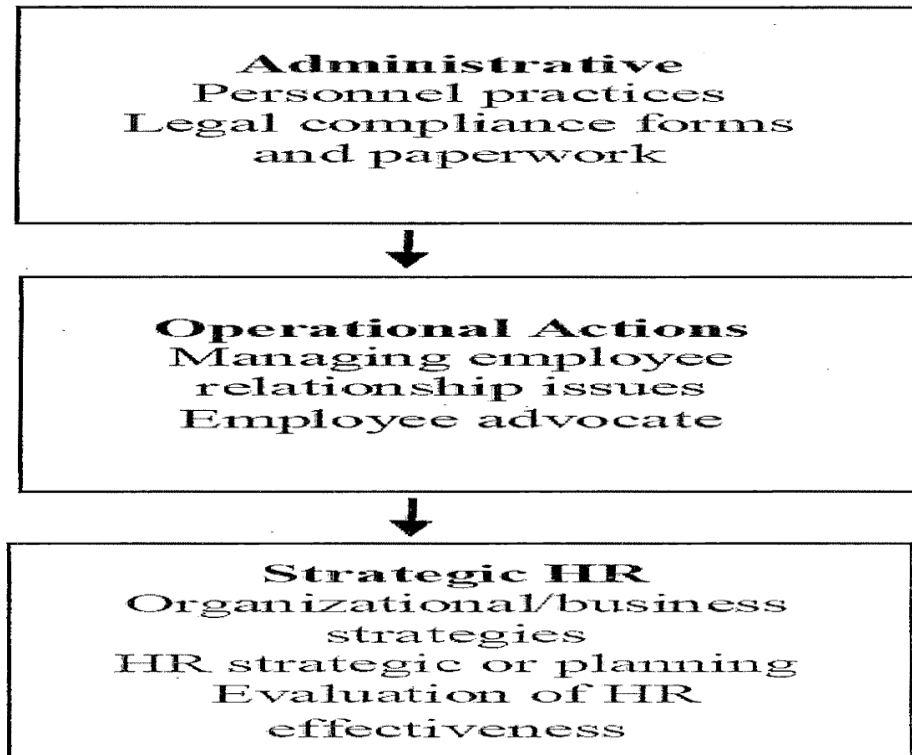 Administrative
Personnel practices
Legal compliance forms
and paperwork
Operational Actions
Managing employee
relationship issues
Employee advocate
Strategic HR
Organizational/business
strategies
HR strategic or planning
Evaluation of HR
effectiveness